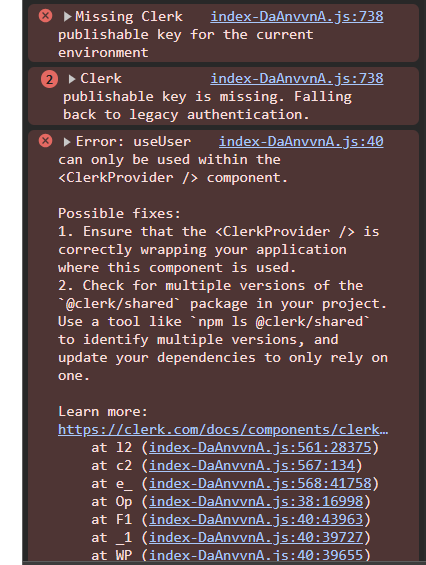 Missing Clerk index-DaAnvvnA.js:738
publishable key for the current
environment
2 Clerk index-DaAnvvnA.js:738
publishable key is missing. Falling
back to legacy authentication.
Error: useUser index-DaAnvvnA.js:40
can only be used within the
<ClerkProvider /> component.
Possible fixes:
1. Ensure that the <ClerkProvider /> is
correctly wrapping your application
where this component is used.
2. Check for multiple versions of the
`@clerk/shared` package in your project.
Use a tool like `npm ls @clerk/shared`
to identify multiple versions, and
update your dependencies to only rely on
one.
Learn more:
https://clerk.com/docs/components/clerk…
at l2 (index-DaAnvvnA.js:561:28375)
at c2 (index-DaAnvvnA.js:567:134)
at e_ (index-DaAnvvnA.js:568:41758)
at Op (index-DaAnvvnA.js:38:16998)
at F1 (index-DaAnvvnA.js:40:43963)
at _1 (index-DaAnvvnA.js:40:39727)
at WP (index-DaAnvvnA.js:40:39655)